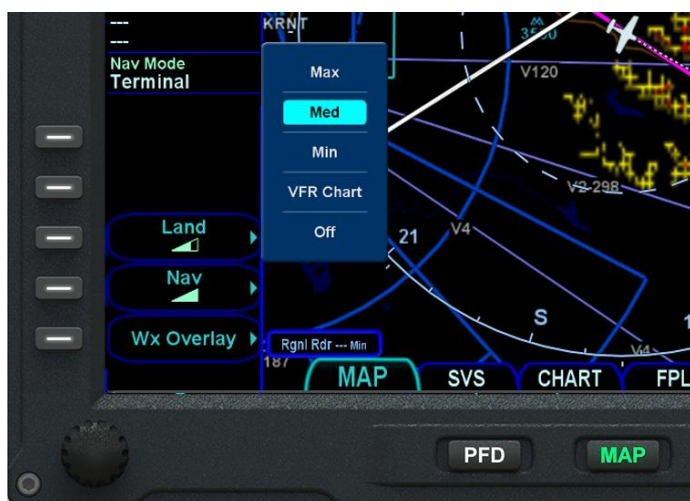 ---
---
Nav Mode
Terminal
KRNT
Max
Med
Min
VFR Chart
Off
Land
Nav
Wx Overlay
Rgnl Rdr --- Min
187
V120
V2-298
V4
21
S
V4
MAP
SVS
CHART
FPL
PFD
MAP